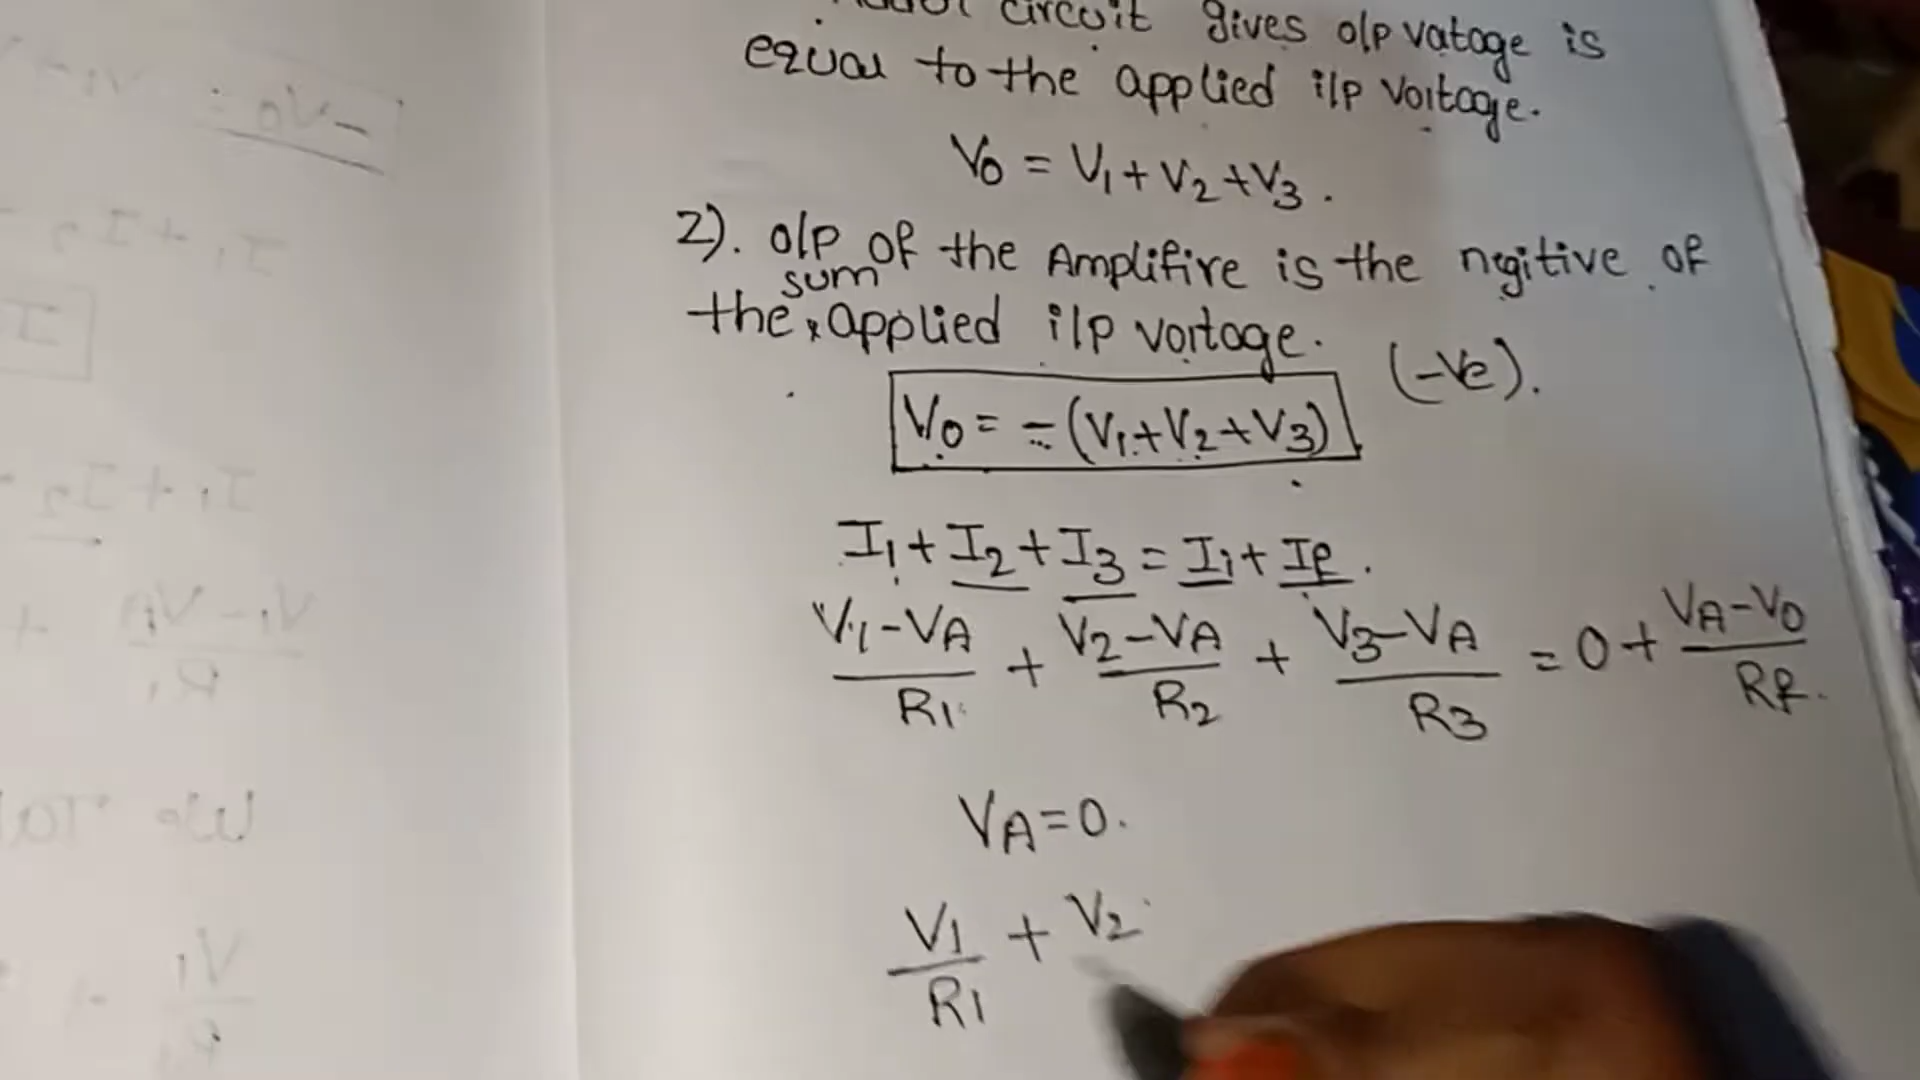 circuit gives o/p vatage is
equal to the applied i/p voltage.
V0 = V1 + V2 + V3 .
2). o/p of the Amplifire is the negitive of
sum
the applied i/p voltage. (-Ve).
V0 = - (V1 + V2 + V3)
I1 + I2 + I3 = Ii + If .
V1-VA/R1 + V2-VA/R2 + V3-VA/R3 = 0 + VA-V0/RF.
VA = 0.
V1/R1 + V2